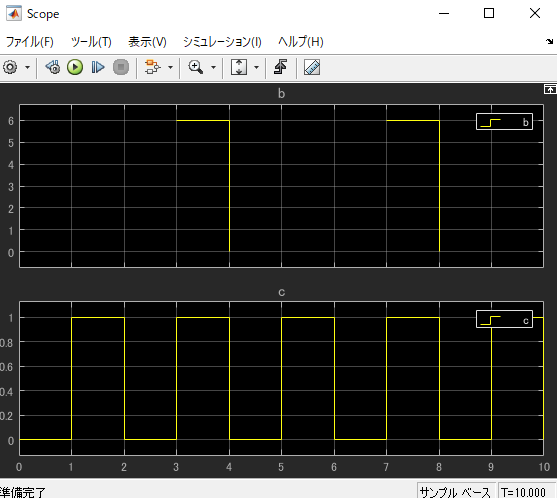 Scope
ファイル(F) ツール(T) 表示(V) シミュレーション(I) ヘルプ(H)
b
b
6
5
4
3
2
1
0
c
c
1
0.8
0.6
0.4
0.2
0
0 1 2 3 4 5 6 7 8 9 10
準備完了 サンプル ベース T=10.000